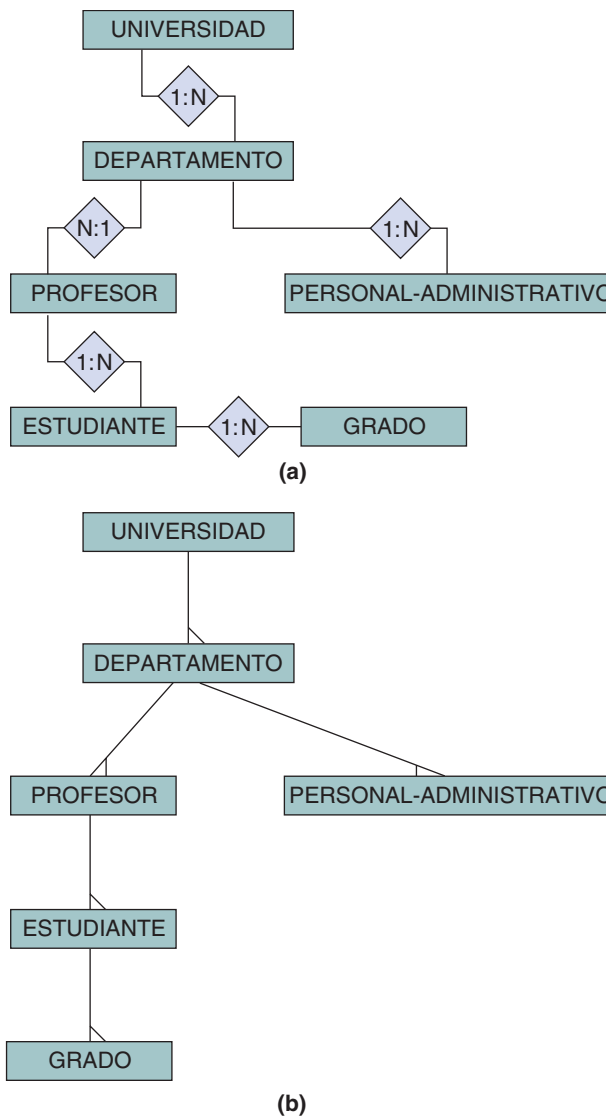 UNIVERSIDAD
1:N
DEPARTAMENTO
N:1
1:N
PROFESOR
PERSONAL-ADMINISTRATIVO
1:N
ESTUDIANTE
1:N
GRADO
(a)
UNIVERSIDAD
DEPARTAMENTO
PROFESOR
PERSONAL-ADMINISTRATIVO
ESTUDIANTE
GRADO
(b)